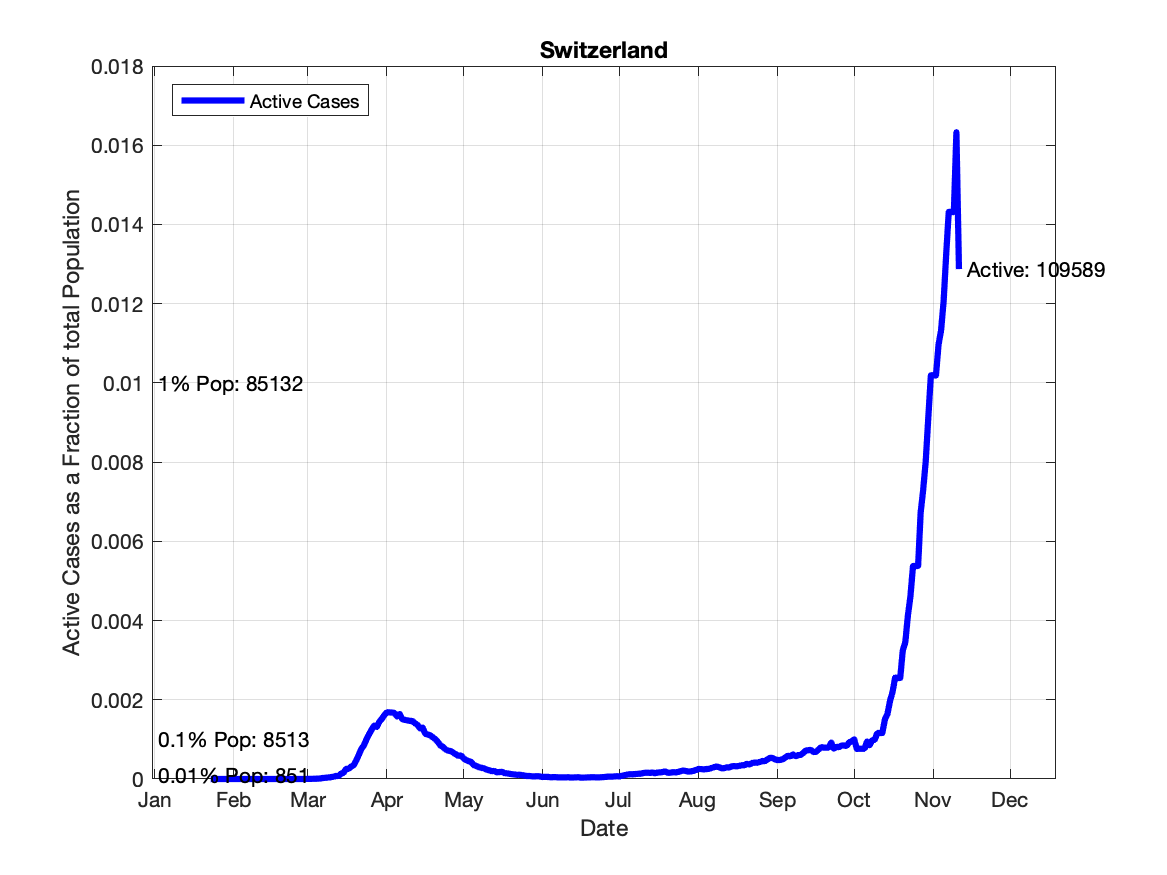 Switzerland
Active Cases
Active Cases as a Fraction of total Population
0.018
0.016
0.014
0.012
0.01
0.008
0.006
0.004
0.002
0
Active: 109589
1% Pop: 85132
0.1% Pop: 8513
0.01% Pop: 851
Jan Feb Mar Apr May Jun Jul Aug Sep Oct Nov Dec
Date